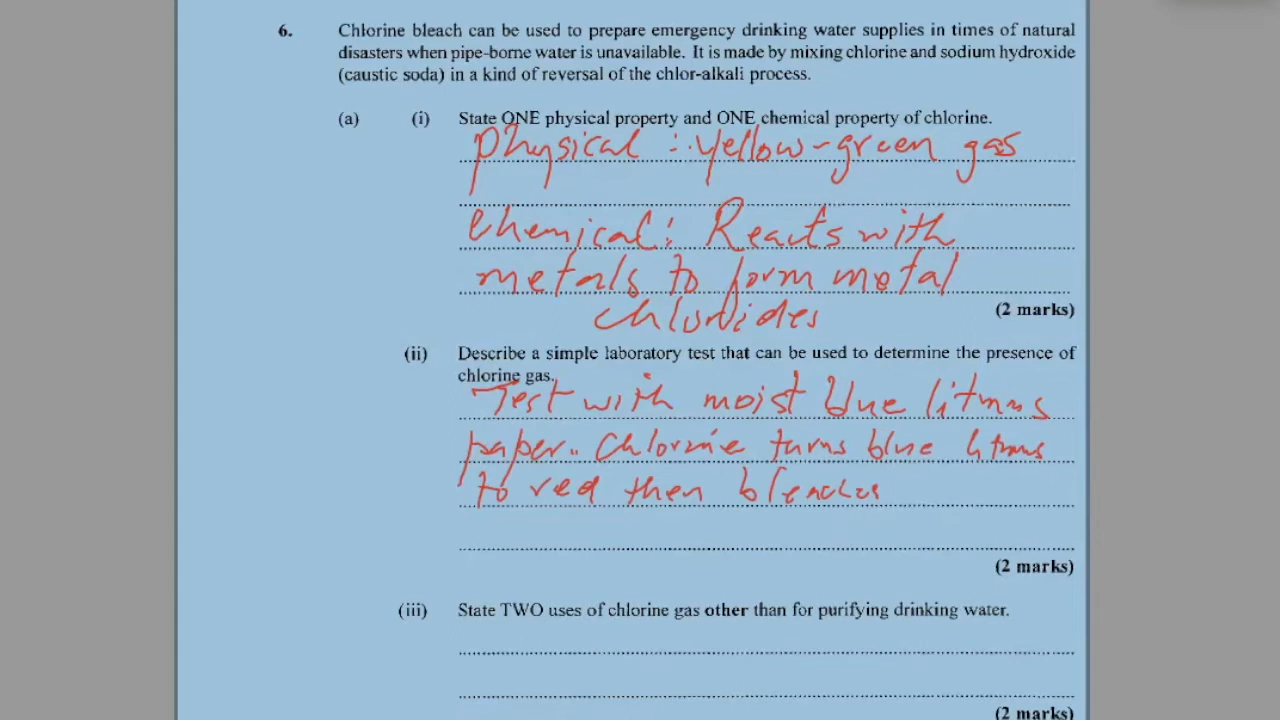 6. Chlorine bleach can be used to prepare emergency drinking water supplies in times of natural
disasters when pipe-borne water is unavailable. It is made by mixing chlorine and sodium hydroxide
(caustic soda) in a kind of reversal of the chlor-alkali process.
(a) (i) State ONE physical property and ONE chemical property of chlorine.
Physical : yellow-green gas
Chemical: Reacts with
metals to form metal
chlorides
(2 marks)
(ii) Describe a simple laboratory test that can be used to determine the presence of
chlorine gas.
Test with moist blue litmus
paper. Chlorine turns blue litmus
to red then bleaches
(2 marks)
(iii) State TWO uses of chlorine gas other than for purifying drinking water.
(2 marks)